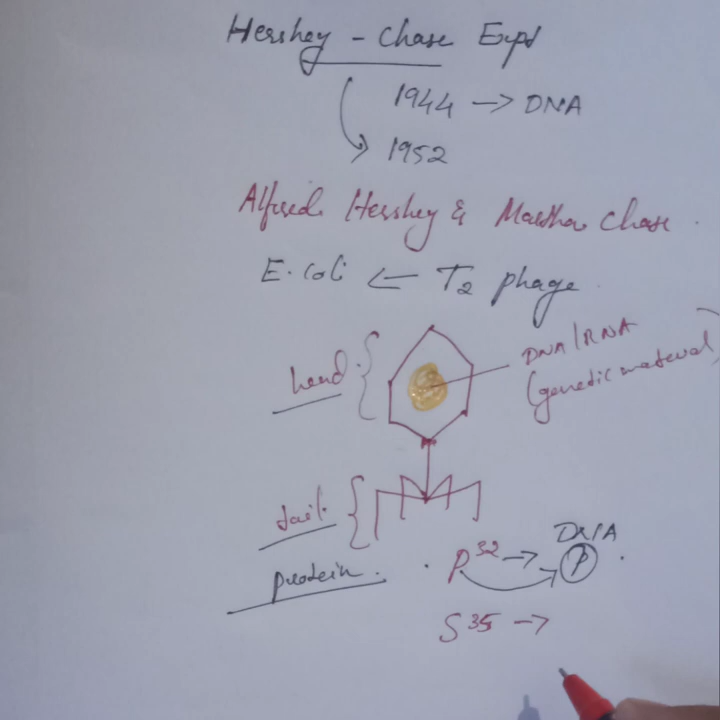 Hershey - Chase Expt
1944 → DNA
1952
Alfred Hershey & Martha Chase.
E. coli ← T2 phage.
head
DNA/RNA
(genetic material)
tail
DNA
protein. . P32 → P .
S35 →